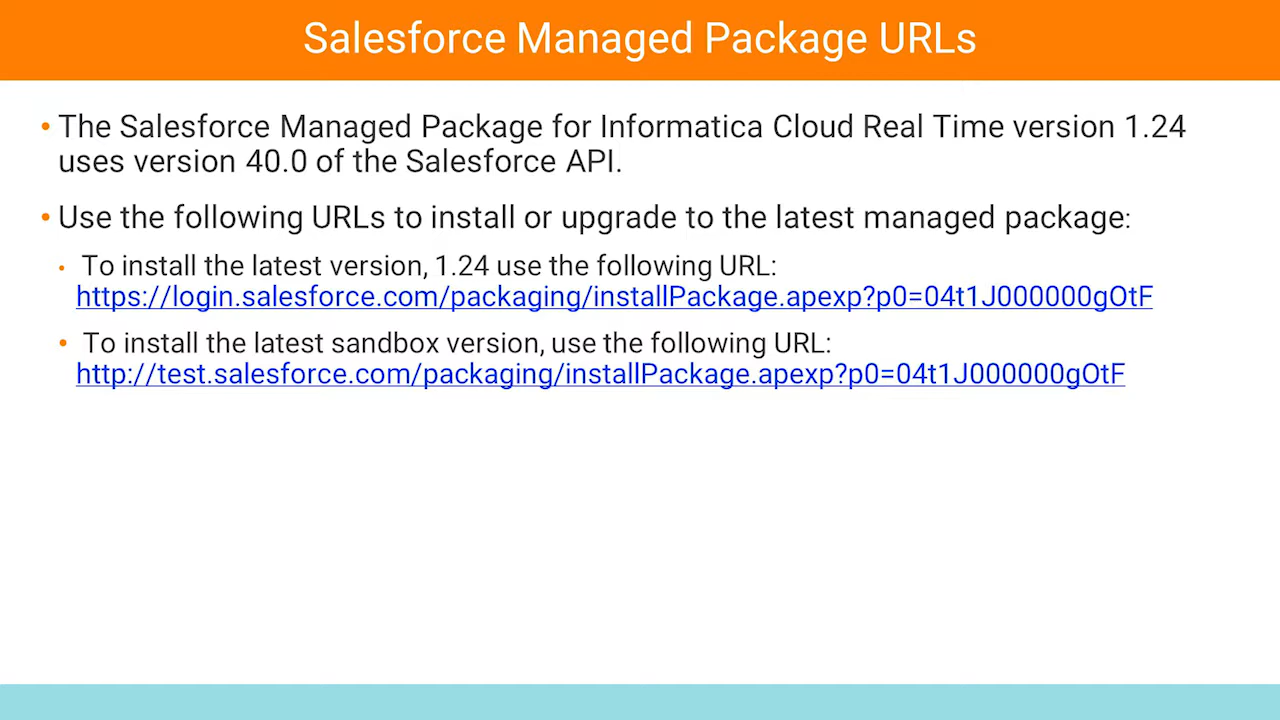 Salesforce Managed Package URLs
• The Salesforce Managed Package for Informatica Cloud Real Time version 1.24
uses version 40.0 of the Salesforce API.
• Use the following URLs to install or upgrade to the latest managed package:
• To install the latest version, 1.24 use the following URL:
https://login.salesforce.com/packaging/installPackage.apexp?p0=04t1J000000gOtF
• To install the latest sandbox version, use the following URL:
http://test.salesforce.com/packaging/installPackage.apexp?p0=04t1J000000gOtF